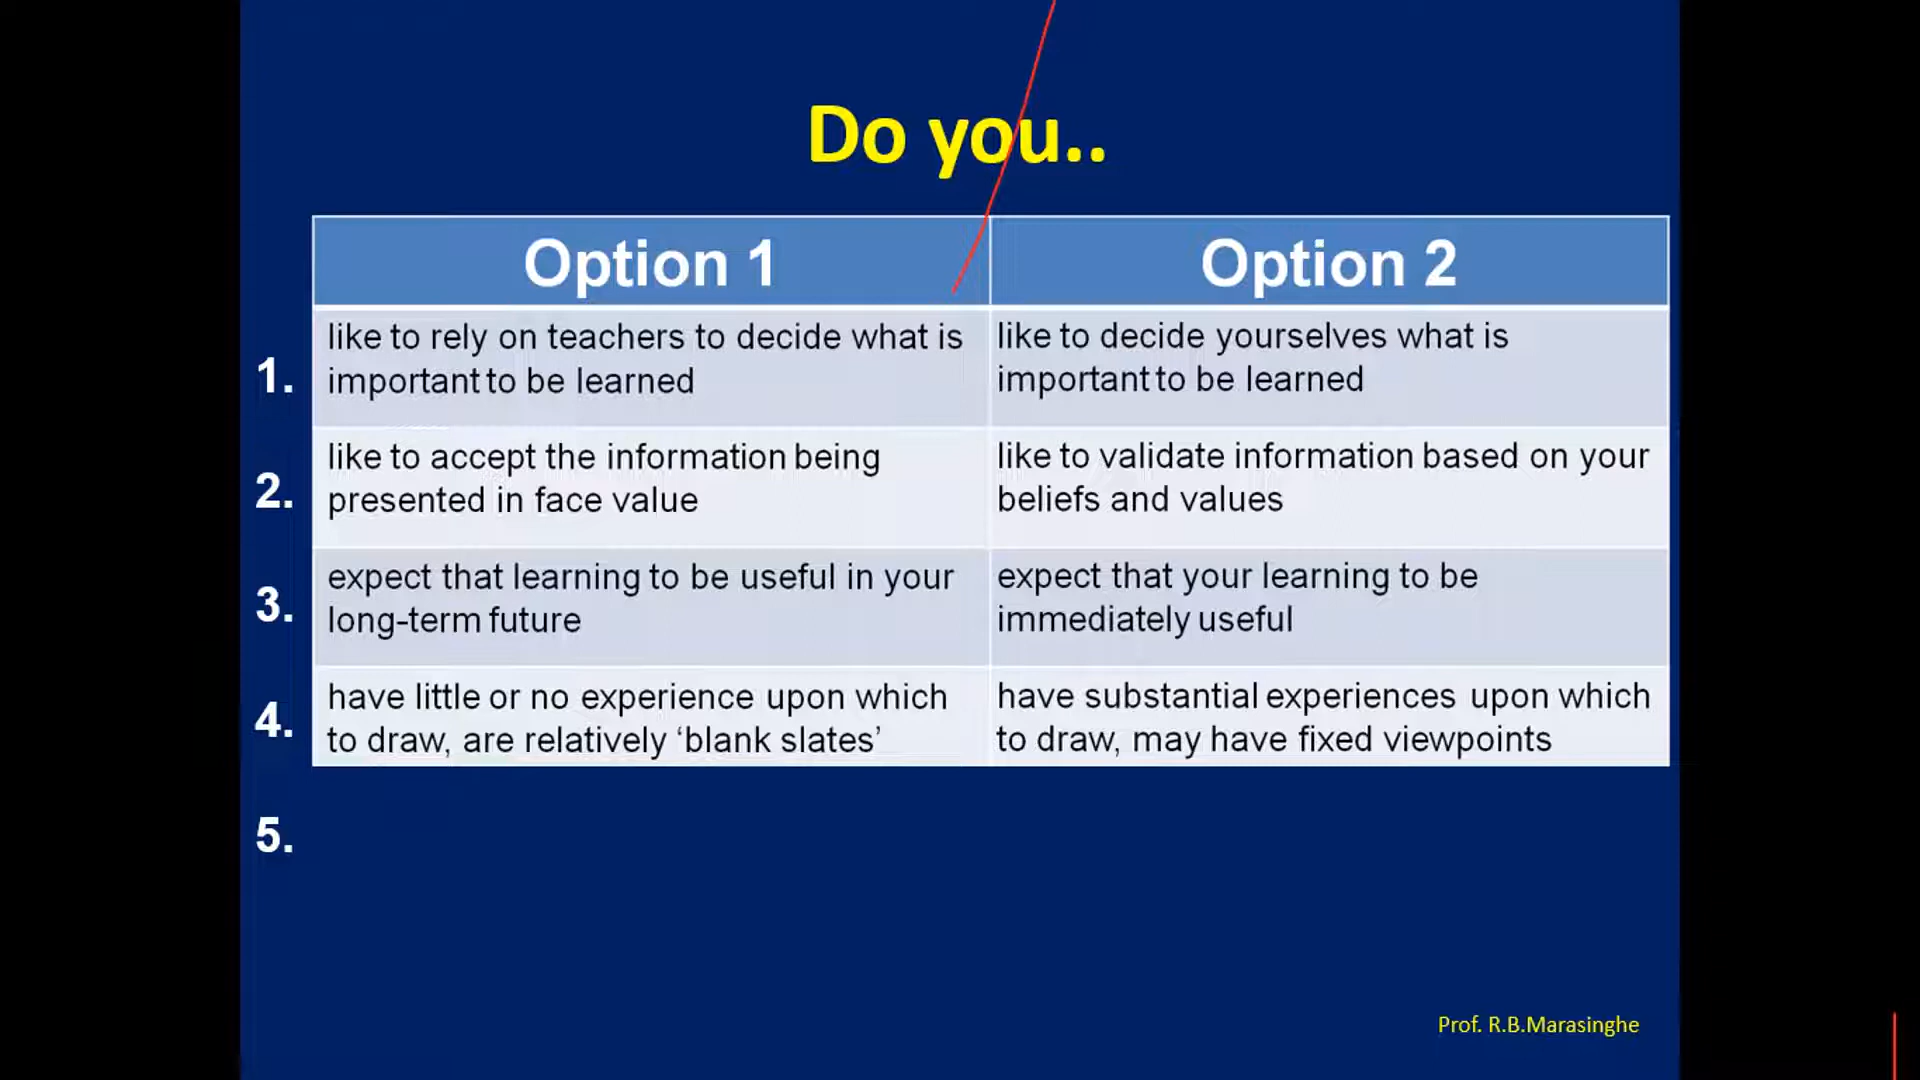 Do you..
Option 1
Option 2
1.
like to rely on teachers to decide what is
important to be learned
like to decide yourselves what is
important to be learned
2.
like to accept the information being
presented in face value
like to validate information based on your
beliefs and values
3.
expect that learning to be useful in your
long-term future
expect that your learning to be
immediately useful
4.
have little or no experience upon which
to draw, are relatively ‘blank slates’
have substantial experiences upon which
to draw, may have fixed viewpoints
5.
Prof. R.B.Marasinghe